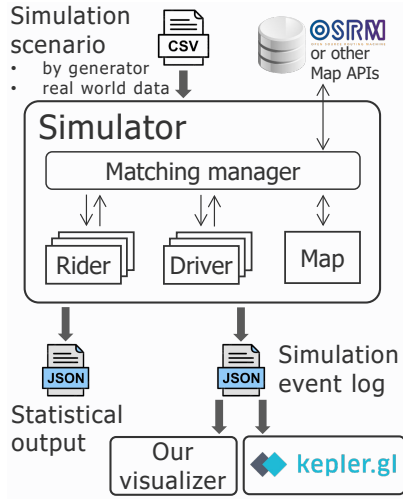 Simulation
scenario
• by generator
• real world data
CSV
OSRM
OPEN SOURCE ROUTING MACHINE
or other
Map APIs
Simulator
Matching manager
Rider
Driver
Map
JSON
Statistical
output
JSON
Simulation
event log
Our
visualizer
kepler.gl